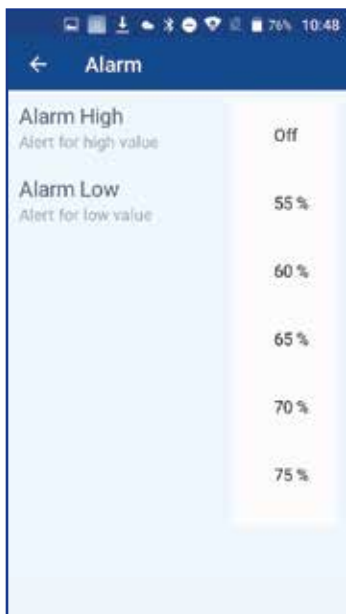 76% 10:48
← Alarm
Alarm High
Alert for high value
Off
Alarm Low
Alert for low value
55 %
60 %
65 %
70 %
75 %